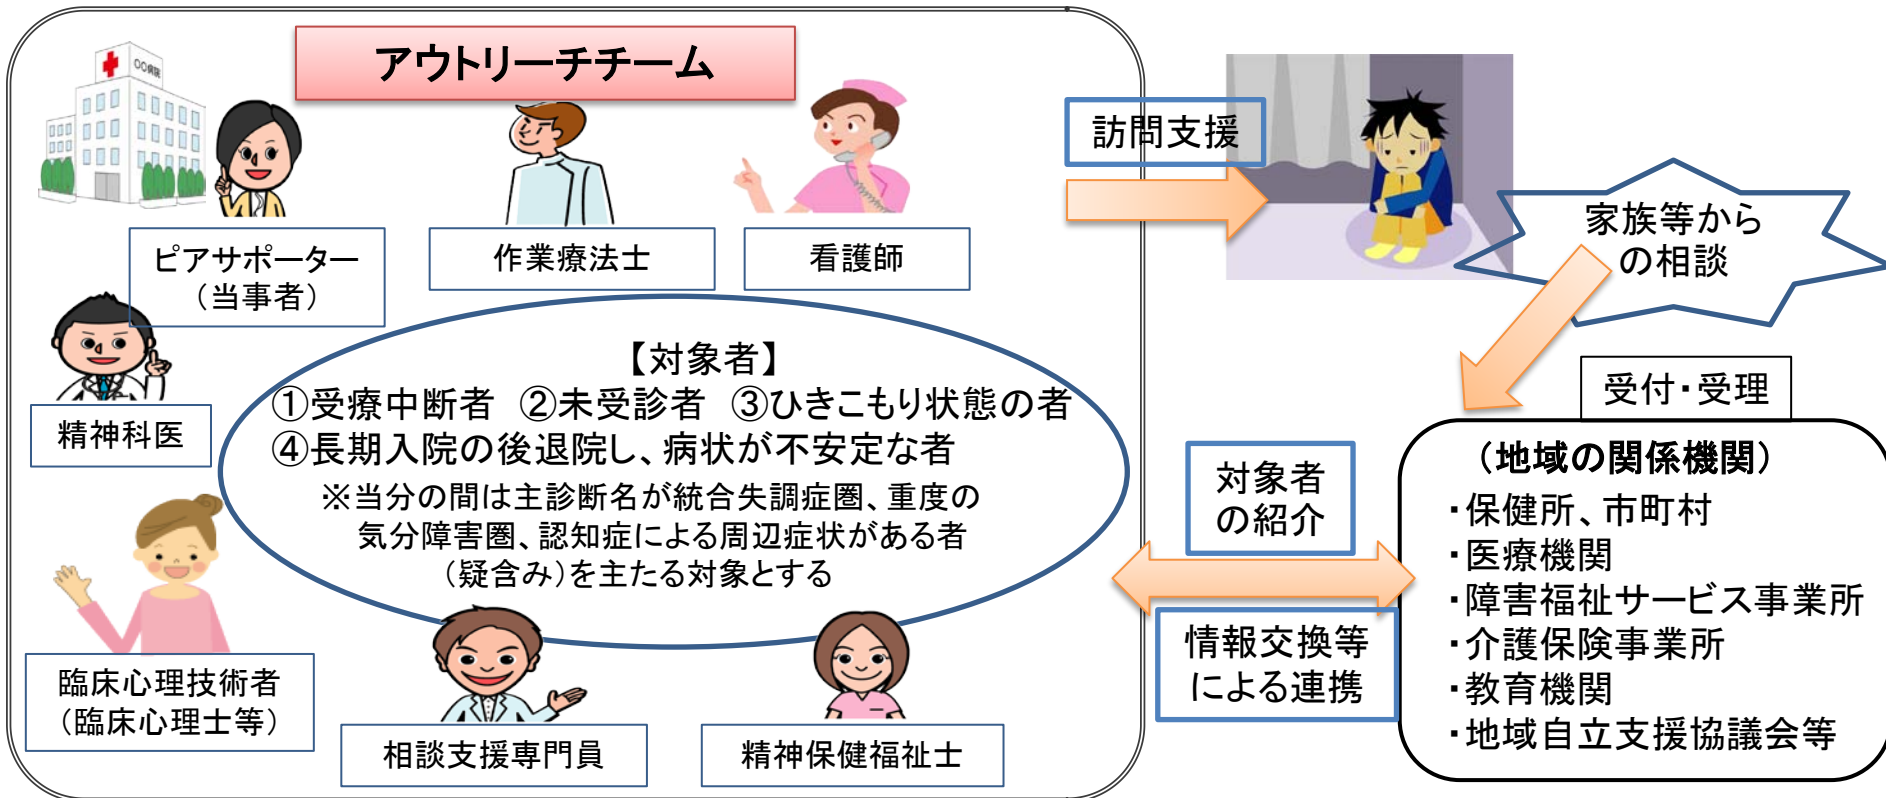 アウトリーチチーム
〇〇病院
ピアサポーター
（当事者）
作業療法士
看護師
精神科医
【対象者】
①受療中断者 ②未受診者 ③ひきこもり状態の者
④長期入院の後退院し、病状が不安定な者
※当分の間は主診断名が統合失調症圏、重度の
気分障害圏、認知症による周辺症状がある者
（疑含み）を主たる対象とする
臨床心理技術者
（臨床心理士等）
相談支援専門員
精神保健福祉士
訪問支援
家族等から
の相談
受付・受理
対象者
の紹介
情報交換等
による連携
（地域の関係機関）
・保健所、市町村
・医療機関
・障害福祉サービス事業所
・介護保険事業所
・教育機関
・地域自立支援協議会等